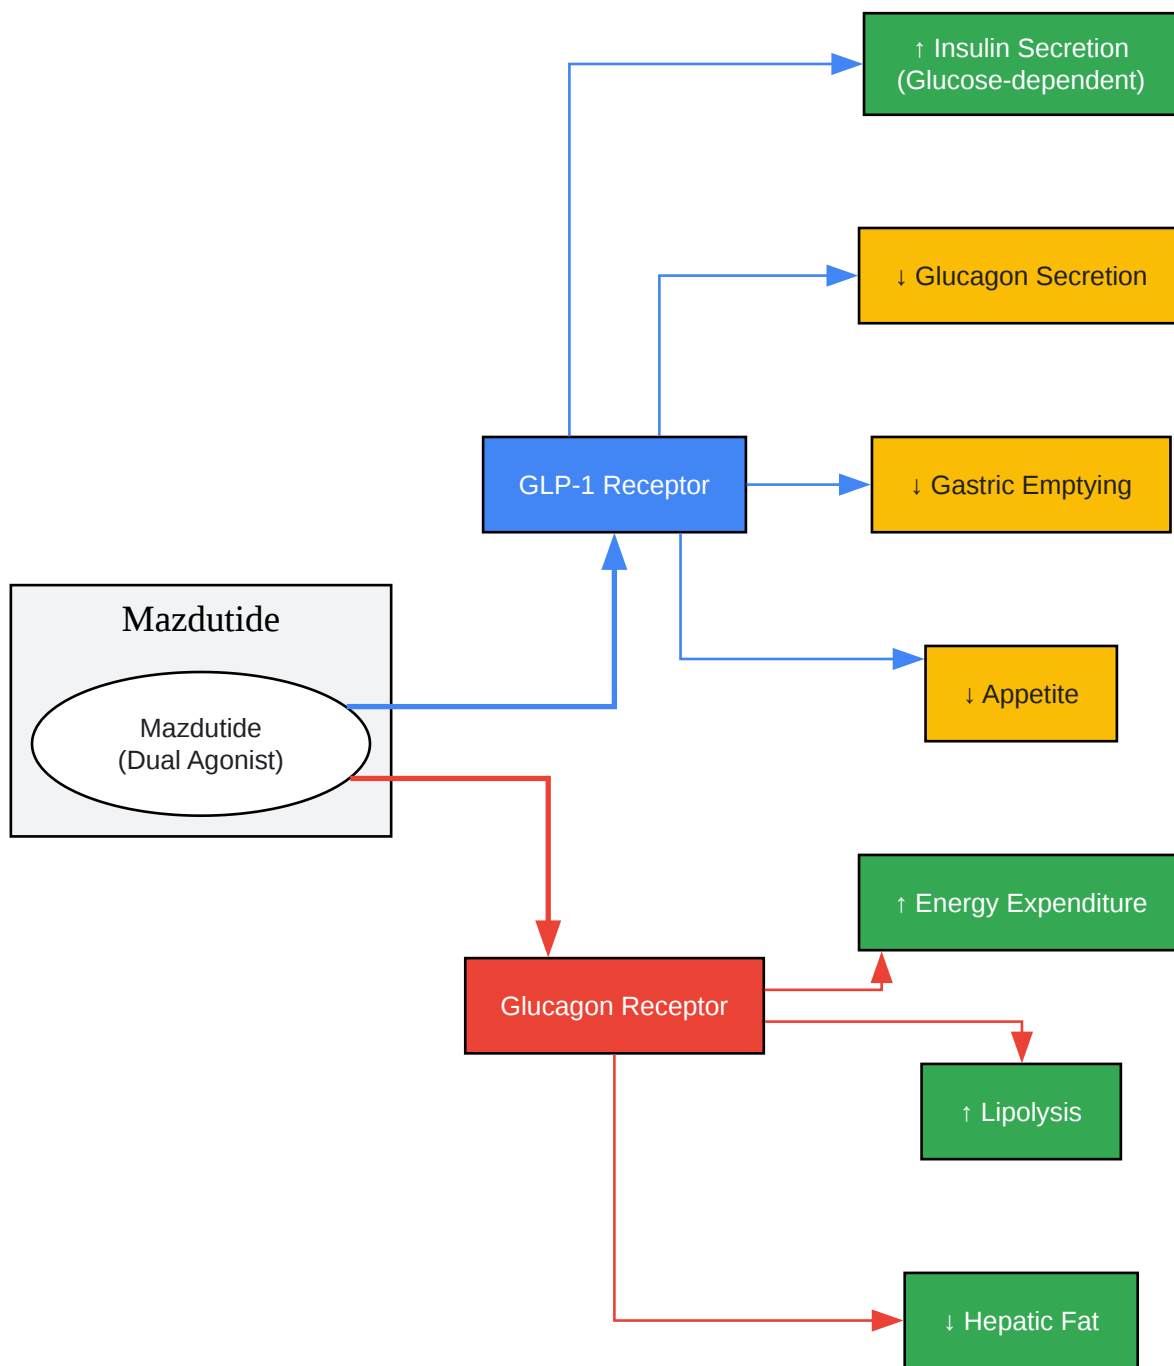 ↑ Insulin Secretion
(Glucose-dependent)
↓ Glucagon Secretion
GLP-1 Receptor
↓ Gastric Emptying
Mazdutide
Mazdutide
(Dual Agonist)
↓ Appetite
↑ Energy Expenditure
Glucagon Receptor
↑ Lipolysis
↓ Hepatic Fat